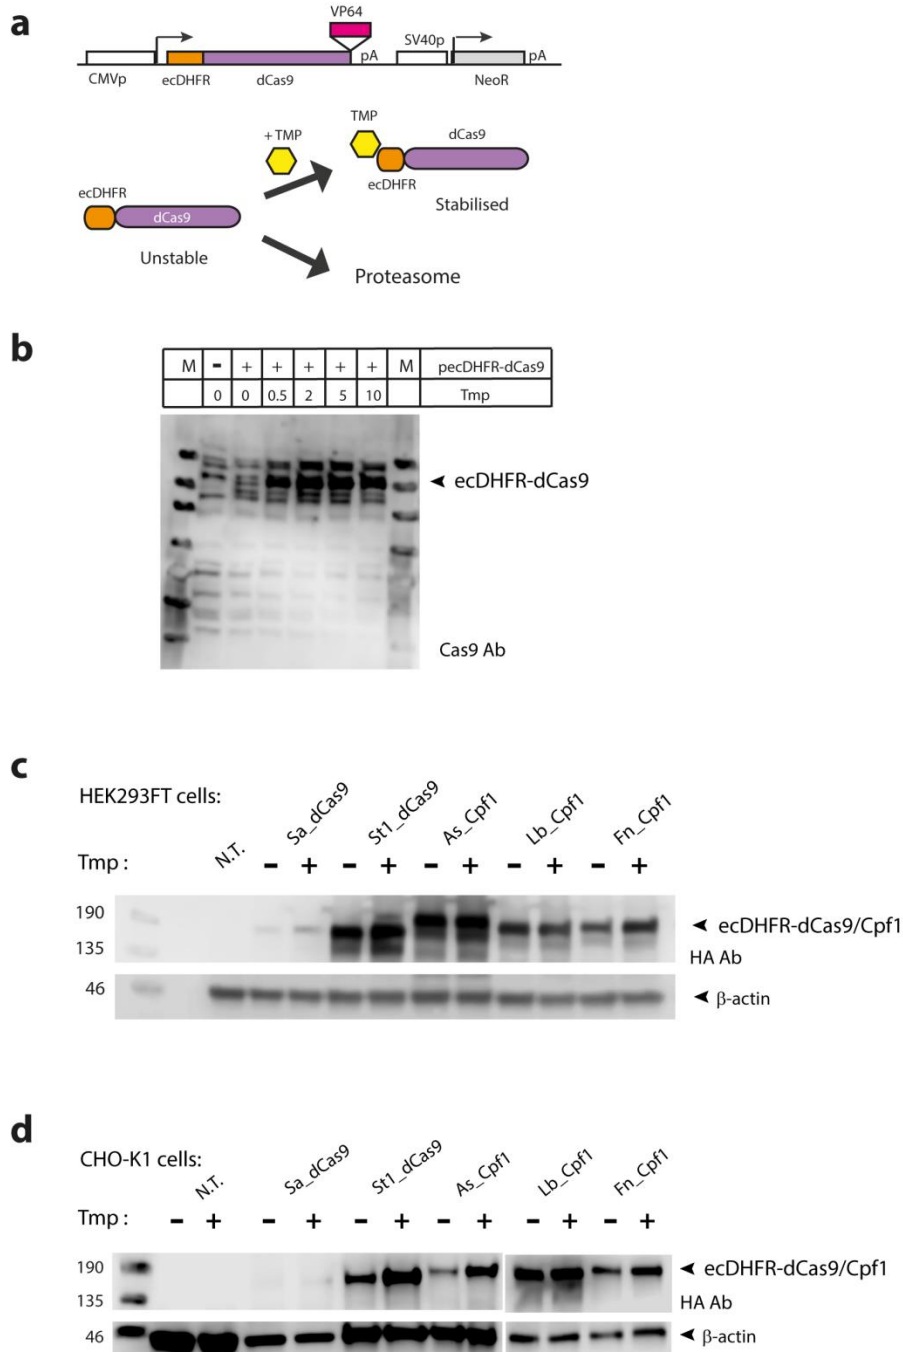 a
VP64
SV40p
pA
pA
CMVp
ecDHFR
dCas9
NeoR
+ TMP
TMP
dCas9
ecDHFR
Stabilised
ecDHFR
dCas9
Unstable
Proteasome
b
M - + + + + + M pecDHFR-dCas9
0 0 0.5 2 5 10 Tmp
ecDHFR-dCas9
Cas9 Ab
c
HEK293FT cells:
N.T. Sa_dCas9 St1_dCas9 As_Cpf1 Lb_Cpf1 Fn_Cpf1
Tmp : - + - + - + - + - +
190
ecDHFR-dCas9/Cpf1
135
HA Ab
46
β-actin
d
CHO-K1 cells:
N.T. Sa_dCas9 St1_dCas9 As_Cpf1 Lb_Cpf1 Fn_Cpf1
Tmp : - + - + - + - + - + - +
190
ecDHFR-dCas9/Cpf1
135
HA Ab
46
β-actin